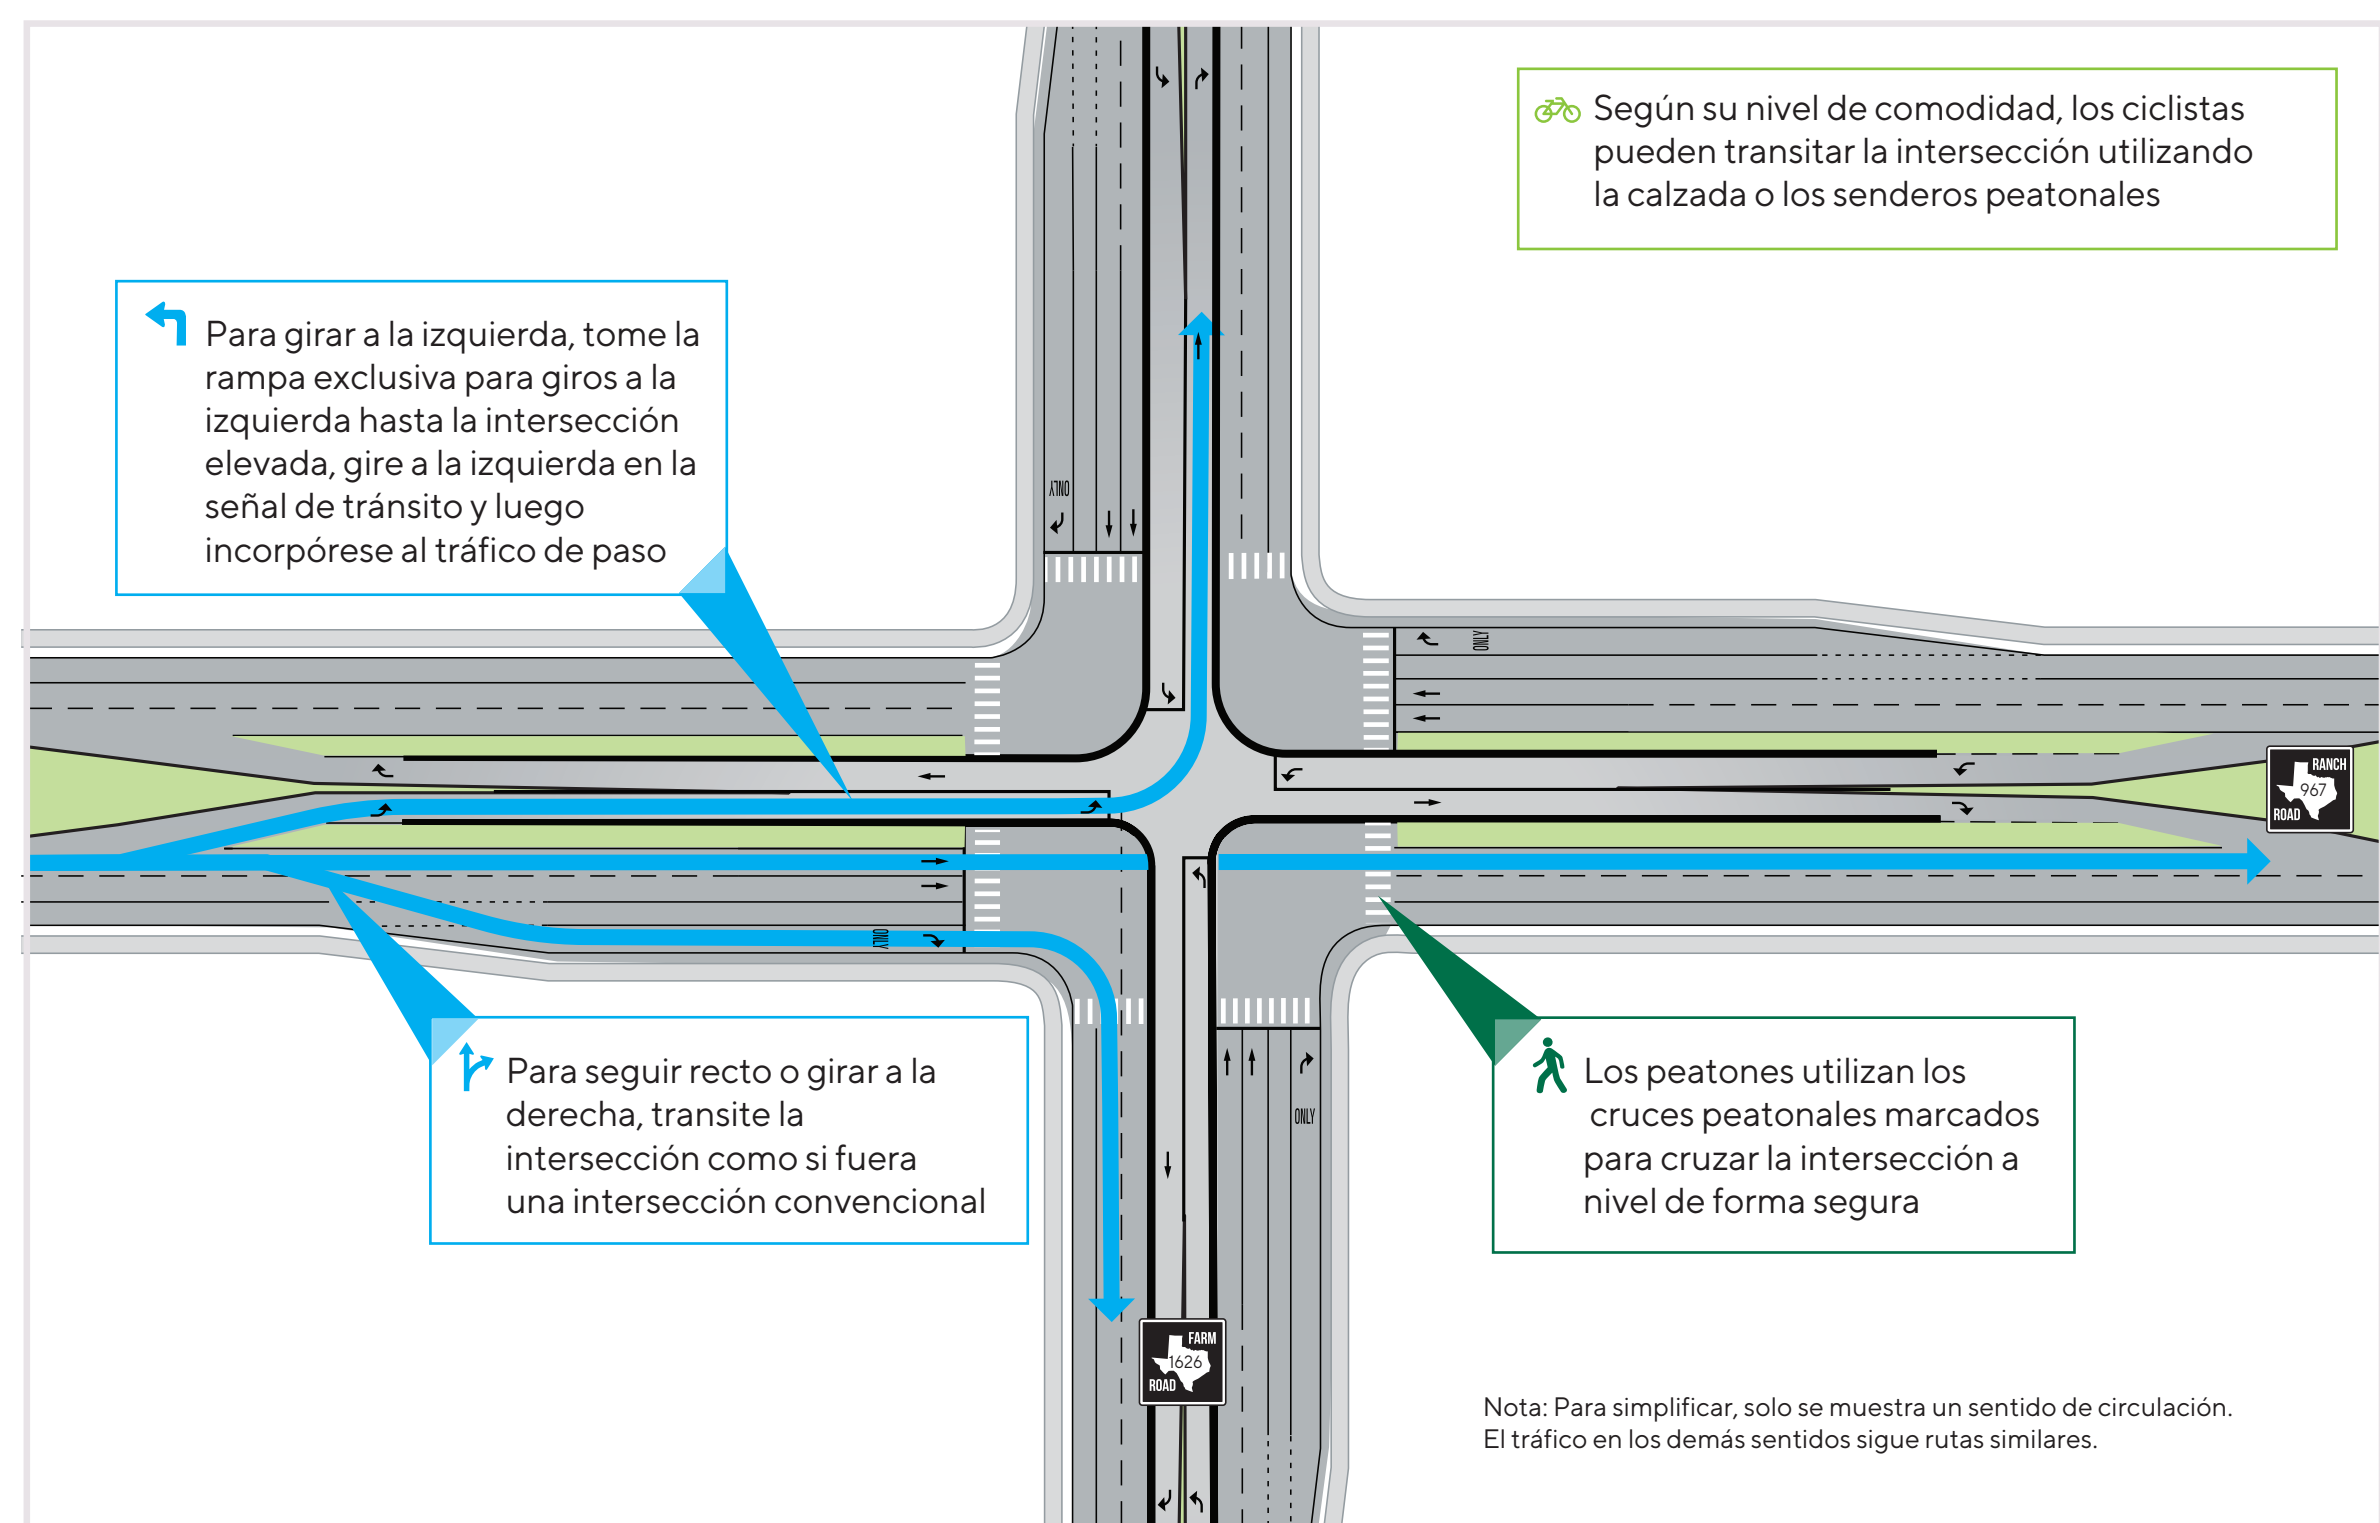 Según su nivel de comodidad, los ciclistas
pueden transitar la intersección utilizando
la calzada o los senderos peatonales
Para girar a la izquierda, tome la
rampa exclusiva para giros a la
izquierda hasta la intersección
elevada, gire a la izquierda en la
señal de tránsito y luego
incorpórese al tráfico de paso
ONLY
ONLY
RANCH
967
ROAD
ONLY
Para seguir recto o girar a la
derecha, transite la
intersección como si fuera
una intersección convencional
ONLY
Los peatones utilizan los
cruces peatonales marcados
para cruzar la intersección a
nivel de forma segura
FARM
1626
ROAD
Nota: Para simplificar, solo se muestra un sentido de circulación.
El tráfico en los demás sentidos sigue rutas similares.